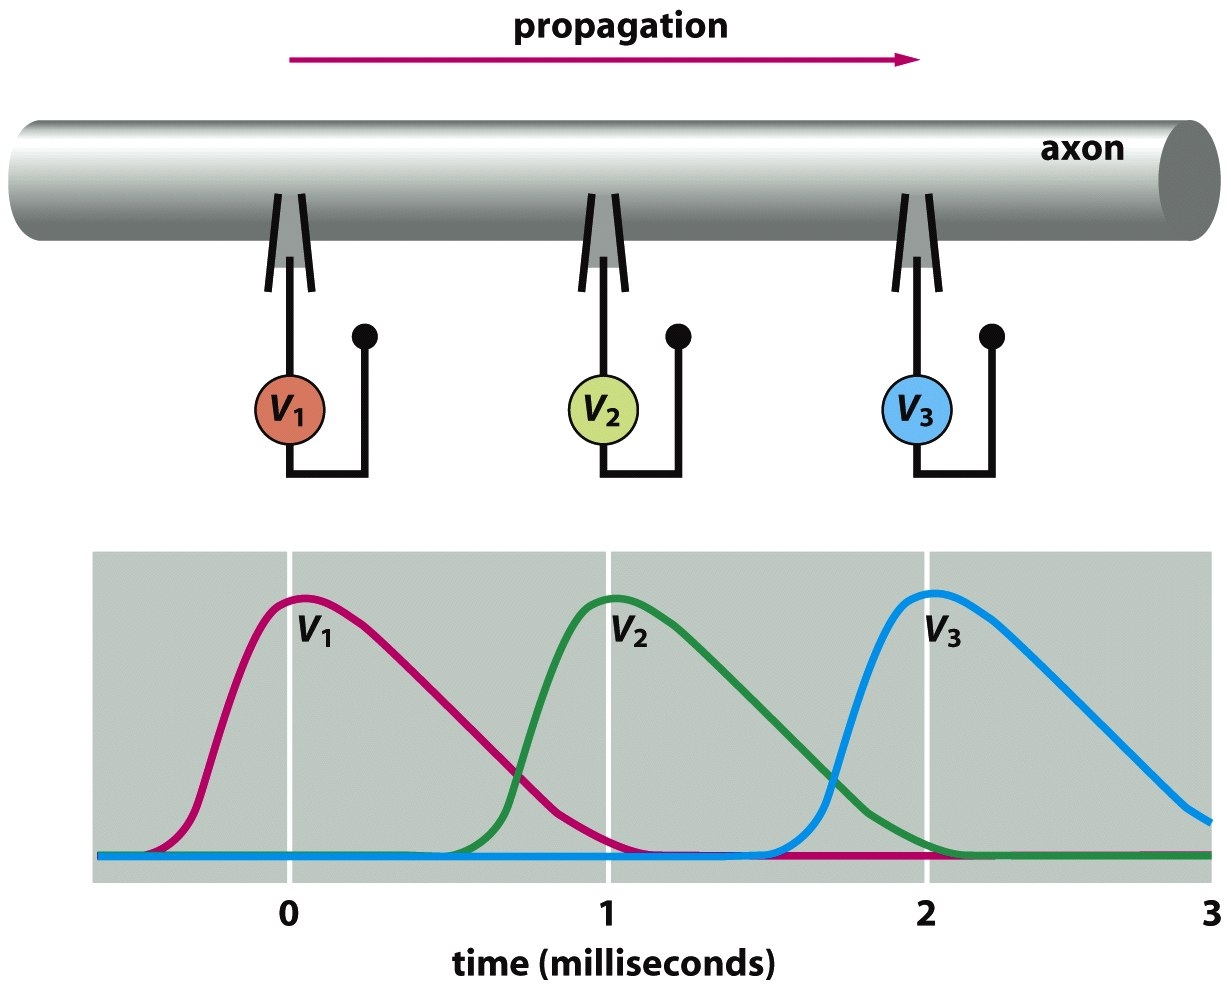 propagation
axon
V1 V2 V3
V1 V2 V3
0 1 2 3
time (milliseconds)